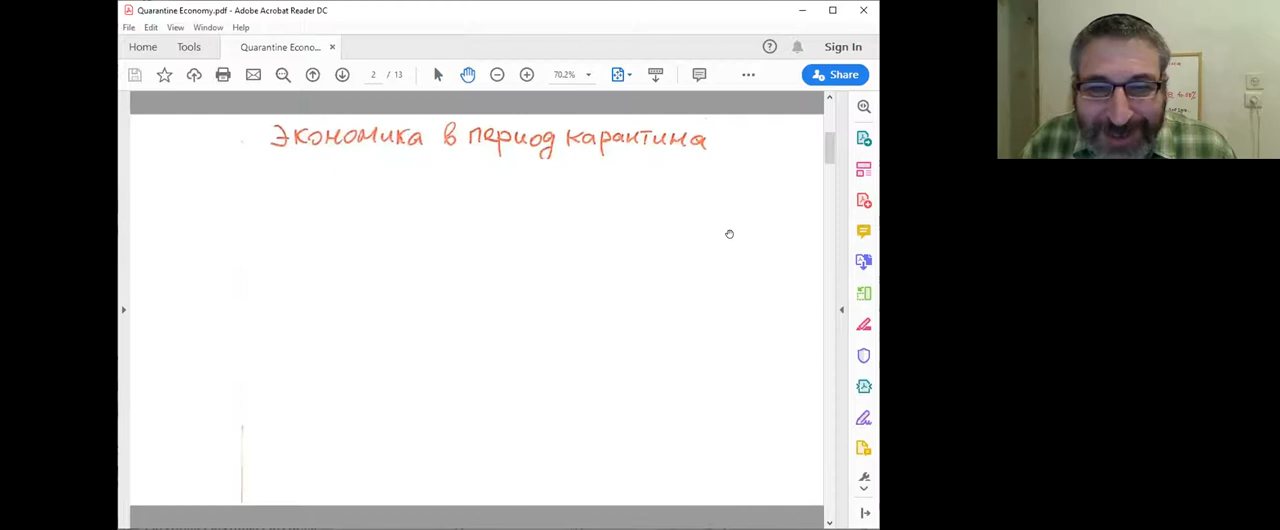 Quarantine Economy.pdf - Adobe Acrobat Reader DC
File Edit View Window Help
Home Tools Quarantine Econo... × Sign In
2 / 13 70.2% Share
Экономика в период карантина